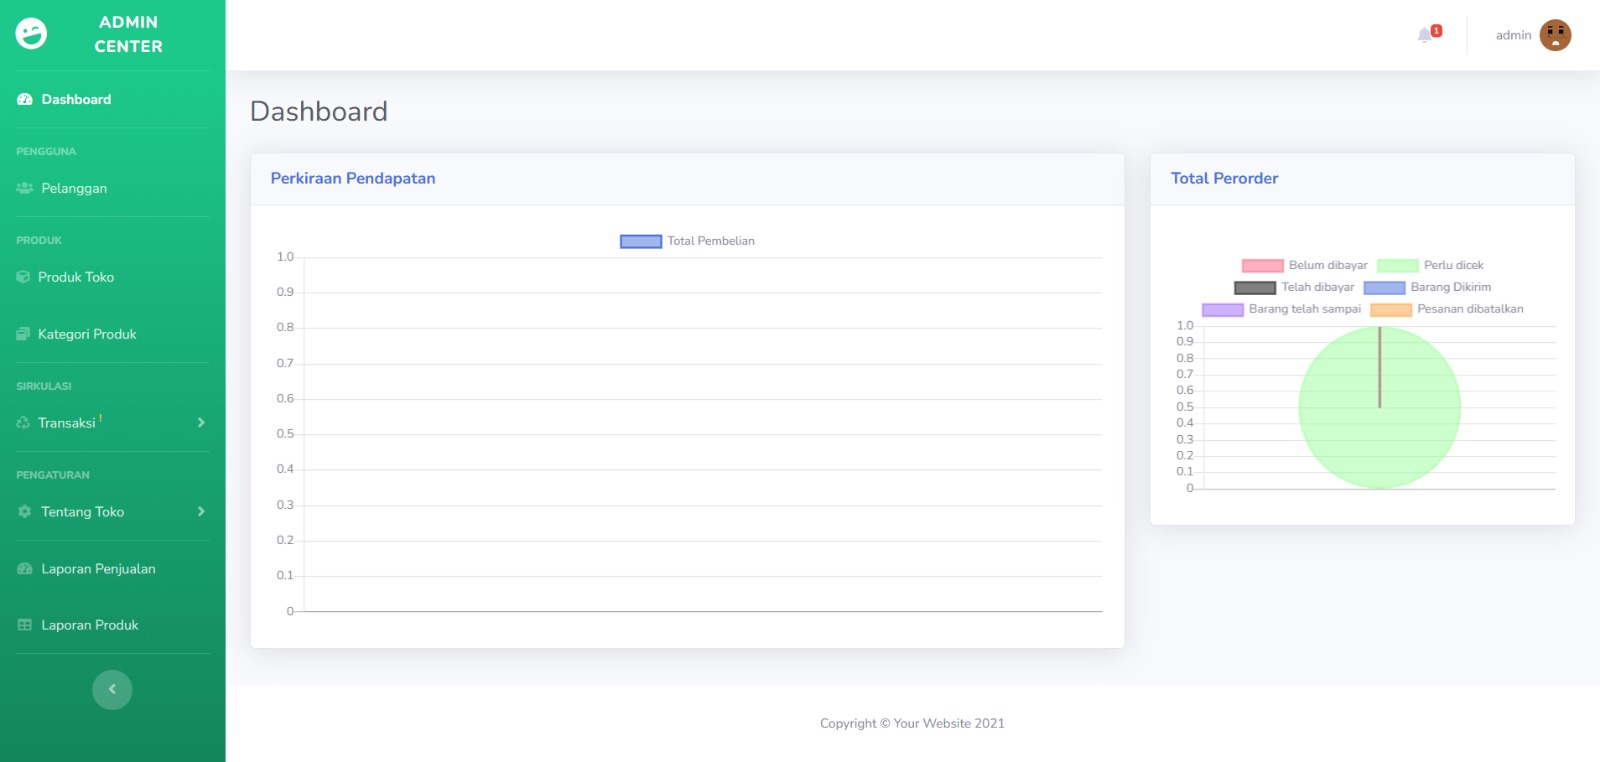 ADMIN
CENTER
Dashboard
PENGGUNA
Pelanggan
PRODUK
Produk Toko
Kategori Produk
SIRKULASI
Transaksi !
PENGATURAN
Tentang Toko
Laporan Penjualan
Laporan Produk
1
admin
Dashboard
Perkiraan Pendapatan
Total Pembelian
1.0
0.9
0.8
0.7
0.6
0.5
0.4
0.3
0.2
0.1
0
Total Perorder
Belum dibayar Perlu dicek
Telah dibayar Barang Dikirim
Barang telah sampai Pesanan dibatalkan
1.0
0.9
0.8
0.7
0.6
0.5
0.4
0.3
0.2
0.1
0
Copyright © Your Website 2021